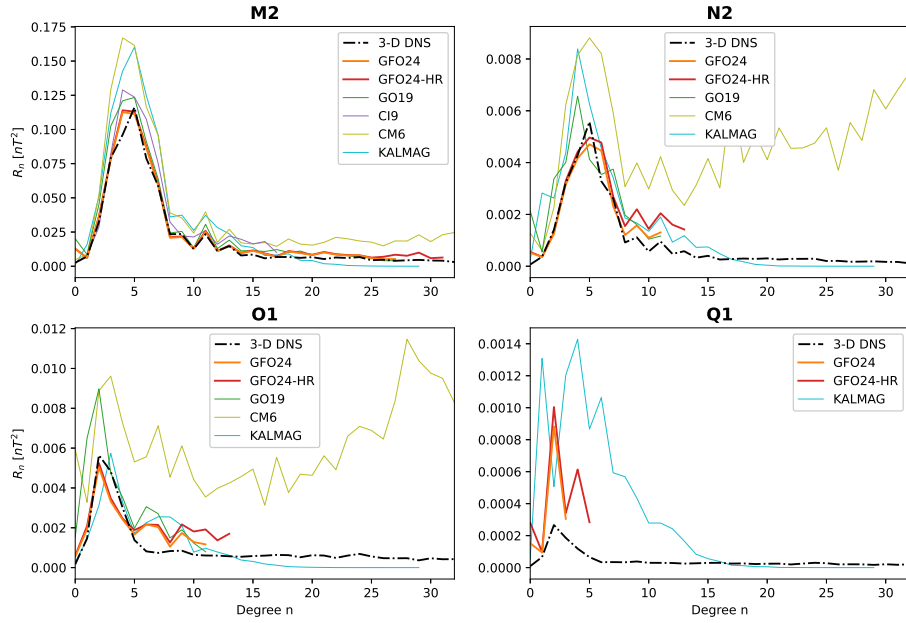 M2
R_n [nT^2]
0.175
0.150
0.125
0.100
0.075
0.050
0.025
0.000
0 5 10 15 20 25 30
3-D DNS
GFO24
GFO24-HR
GO19
CI9
CM6
KALMAG
N2
0.008
0.006
0.004
0.002
0.000
0 5 10 15 20 25 30
3-D DNS
GFO24
GFO24-HR
GO19
CM6
KALMAG
O1
R_n [nT^2]
0.012
0.010
0.008
0.006
0.004
0.002
0.000
0 5 10 15 20 25 30
Degree n
3-D DNS
GFO24
GFO24-HR
GO19
CM6
KALMAG
Q1
0.0014
0.0012
0.0010
0.0008
0.0006
0.0004
0.0002
0.0000
0 5 10 15 20 25 30
Degree n
3-D DNS
GFO24
GFO24-HR
KALMAG